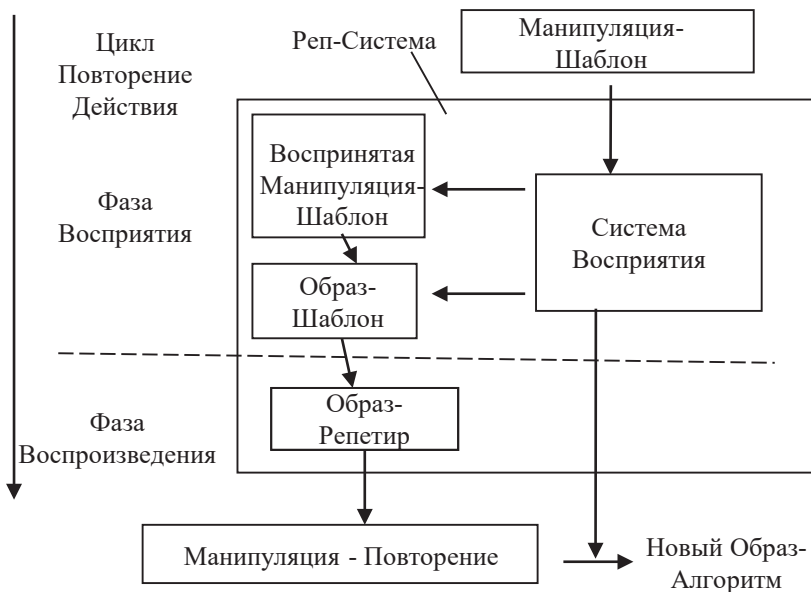 Цикл
Повторение
Действия
Реп-Система
Манипуляция-
Шаблон
Воспринятая
Манипуляция-
Шаблон
Фаза
Восприятия
Система
Восприятия
Образ-
Шаблон
Образ-
Репетир
Фаза
Воспроизведения
Манипуляция - Повторение
Новый Образ-
Алгоритм